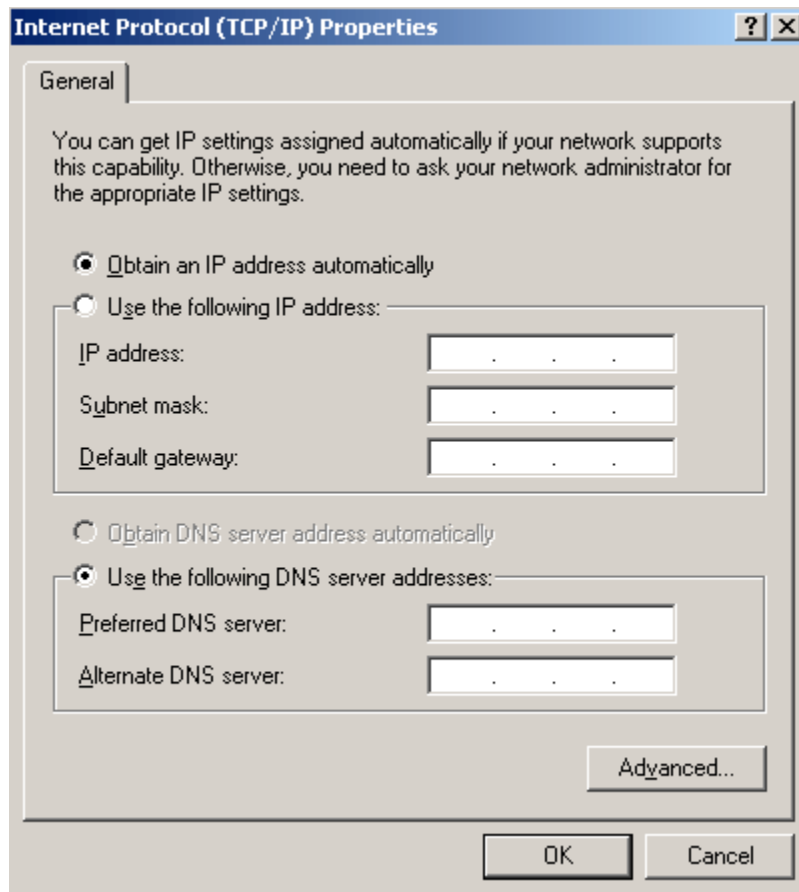 Internet Protocol (TCP/IP) Properties
General
You can get IP settings assigned automatically if your network supports
this capability. Otherwise, you need to ask your network administrator for
the appropriate IP settings.
Obtain an IP address automatically
Use the following IP address:
IP address:
Subnet mask:
Default gateway:
Obtain DNS server address automatically
Use the following DNS server addresses:
Preferred DNS server:
Alternate DNS server:
Advanced...
OK
Cancel